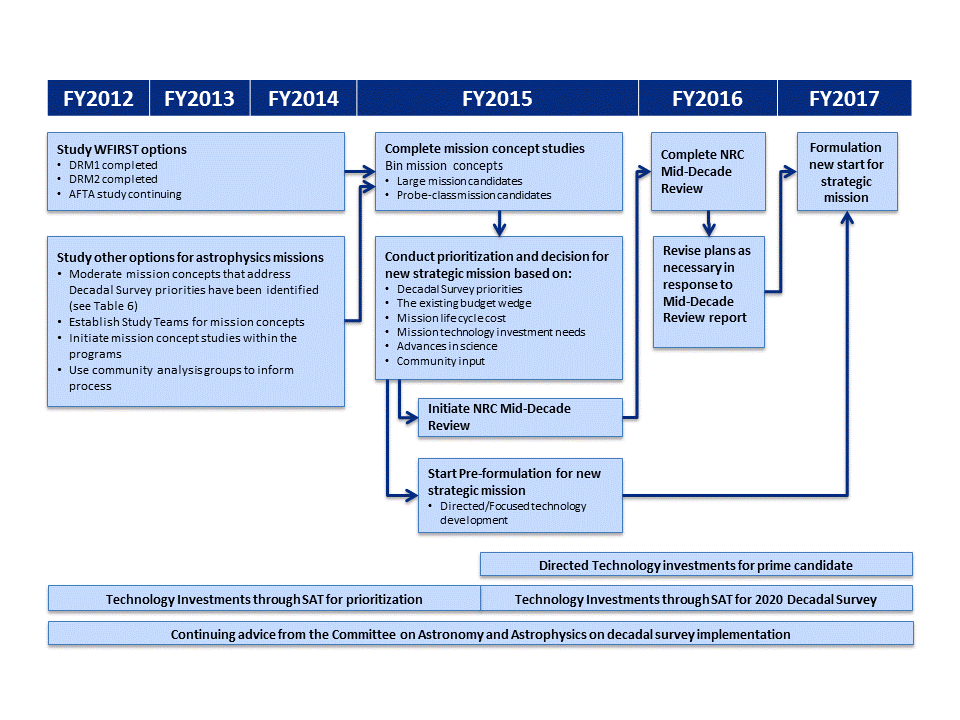 FY2012 FY2013 FY2014 FY2015 FY2016 FY2017
Study WFIRST options
• DRM1 completed
• DRM2 completed
• AFTA study continuing
Study other options for astrophysics missions
• Moderate mission concepts that address
Decadal Survey priorities have been identified
(see Table 6)
• Establish Study Teams for mission concepts
• Initiate mission concept studies within the
programs
• Use community analysis groups to inform
process
Complete mission concept studies
Bin mission concepts
• Large mission candidates
• Probe-class mission candidates
Conduct prioritization and decision for
new strategic mission based on:
• Decadal Survey priorities
• The existing budget wedge
• Mission life cycle cost
• Mission technology investment needs
• Advances in science
• Community input
Initiate NRC Mid-Decade
Review
Start Pre-formulation for new
strategic mission
• Directed/Focused technology
development
Complete NRC
Mid-Decade
Review
Revise plans as
necessary in
response to
Mid-Decade
Review report
Formulation
new start for
strategic
mission
Directed Technology investments for prime candidate
Technology Investments through SAT for prioritization
Technology Investments through SAT for 2020 Decadal Survey
Continuing advice from the Committee on Astronomy and Astrophysics on decadal survey implementation